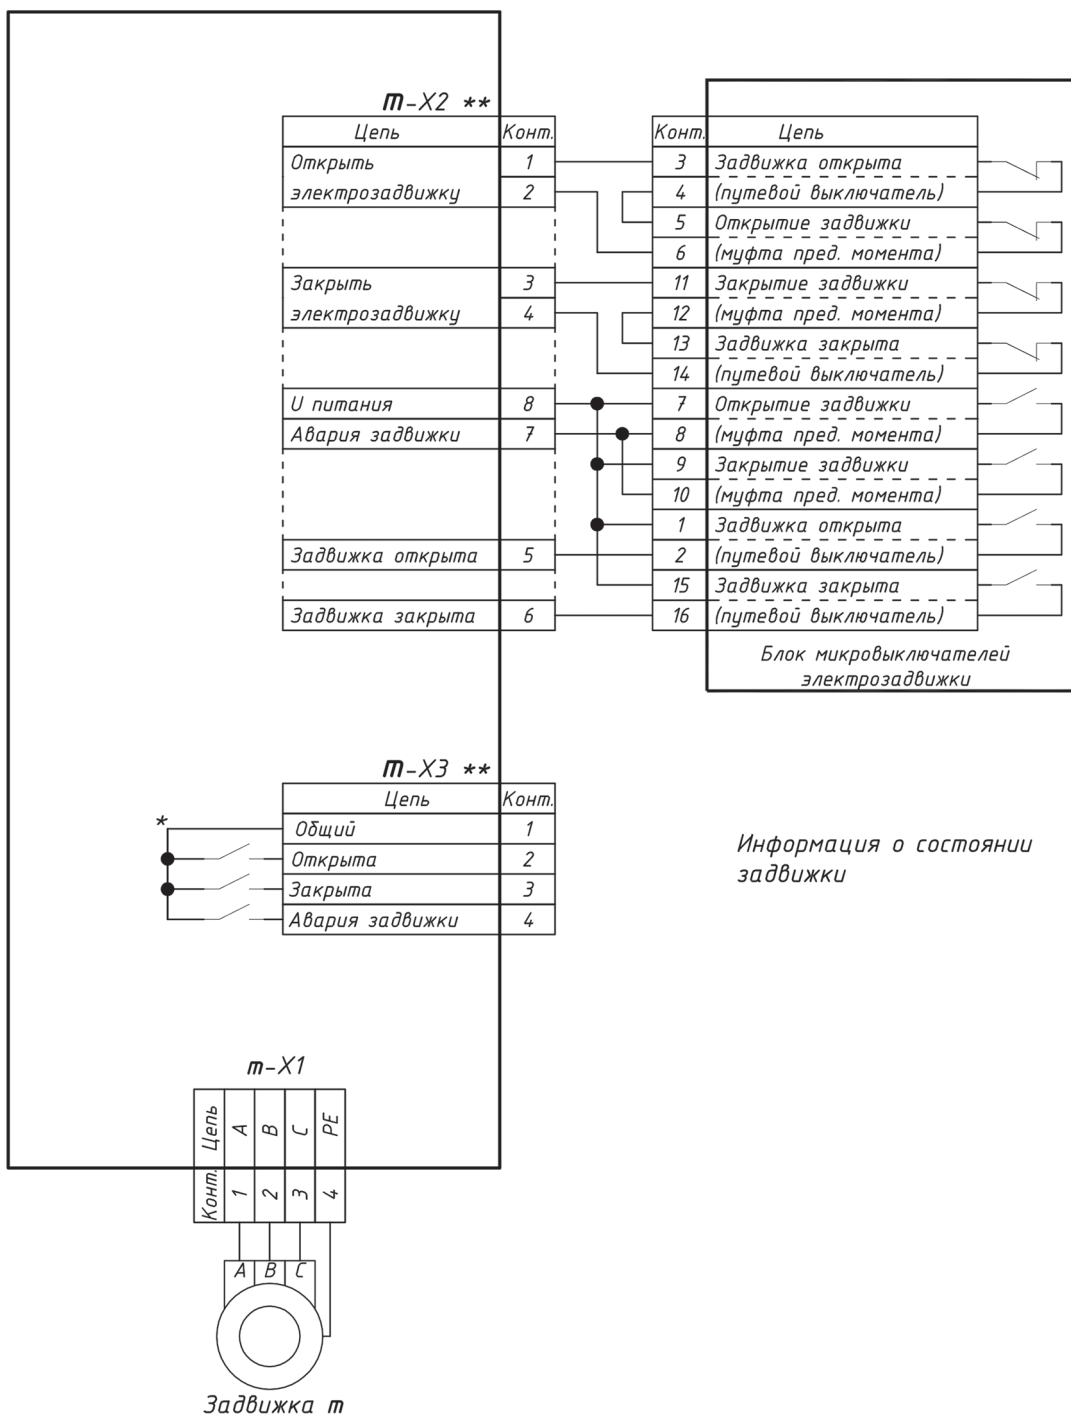 m-X2 **
Цепь Конт.
Открыть 1
электрозадвижку 2
Закрыть 3
электрозадвижку 4
U питания 8
Авария задвижки 7
Задвижка открыта 5
Задвижка закрыта 6
Конт. Цепь
3 Задвижка открыта
4 (путевой выключатель)
5 Открытие задвижки
6 (муфта пред. момента)
11 Закрытие задвижки
12 (муфта пред. момента)
13 Задвижка закрыта
14 (путевой выключатель)
7 Открытие задвижки
8 (муфта пред. момента)
9 Закрытие задвижки
10 (муфта пред. момента)
1 Задвижка открыта
2 (путевой выключатель)
15 Задвижка закрыта
16 (путевой выключатель)
Блок микровыключателей
электрозадвижки
m-X3 **
Цепь Конт.
*
Общий 1
Открыта 2
Закрыта 3
Авария задвижки 4
Информация о состоянии
задвижки
m-X1
Цепь A B C PE
Конт. 1 2 3 4
A B C
Задвижка m